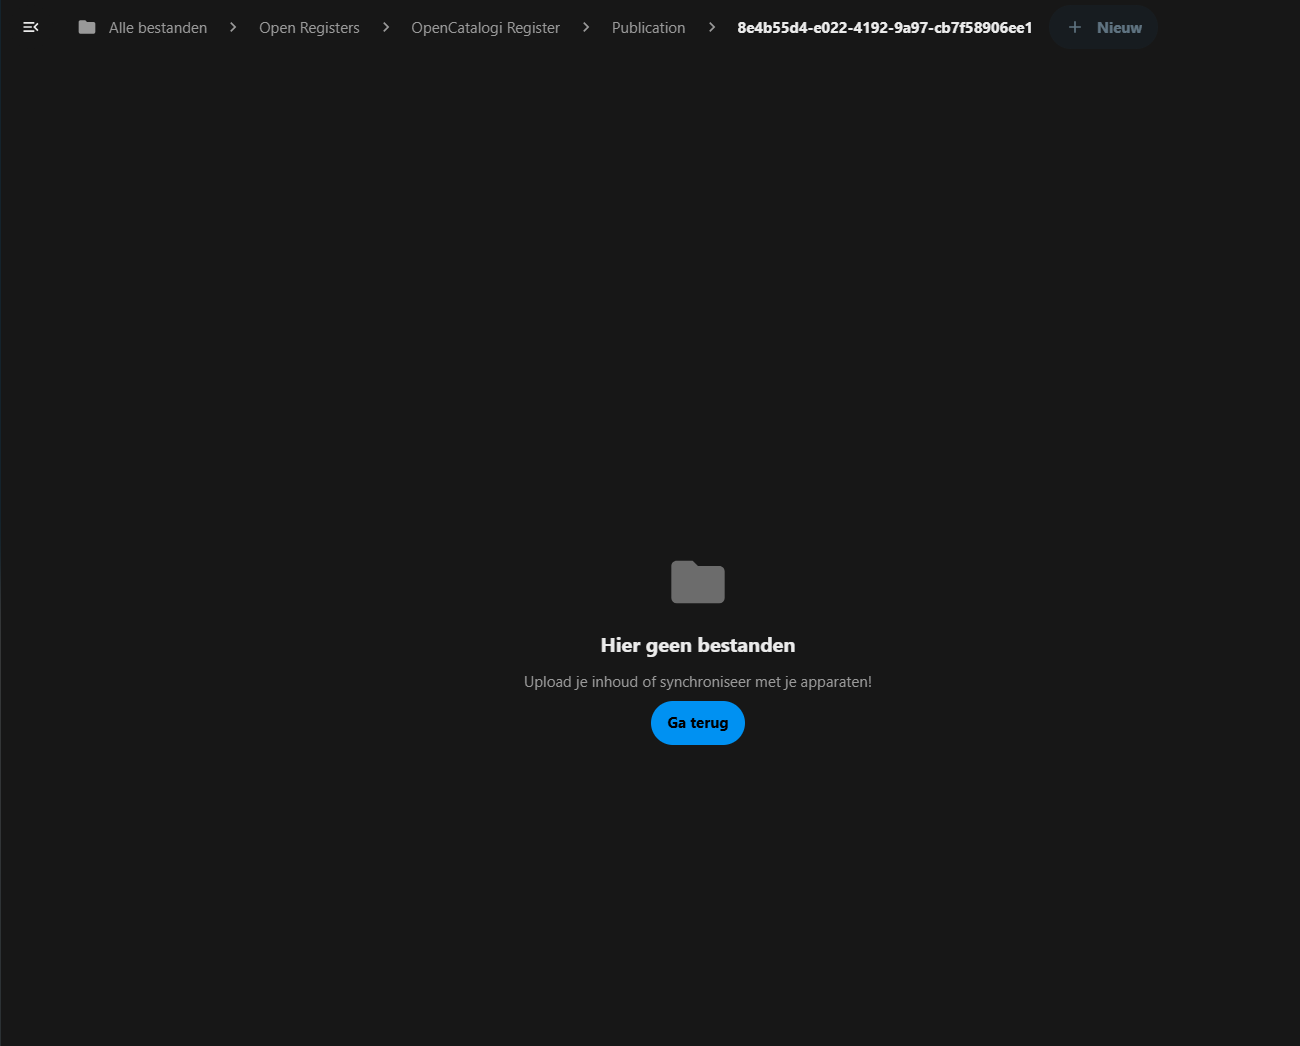 Alle bestanden > Open Registers > OpenCatalogi Register > Publication > 8e4b55d4-e022-4192-9a97-cb7f58906ee1 + Nieuw
Hier geen bestanden
Upload je inhoud of synchroniseer met je apparaten!
Ga terug